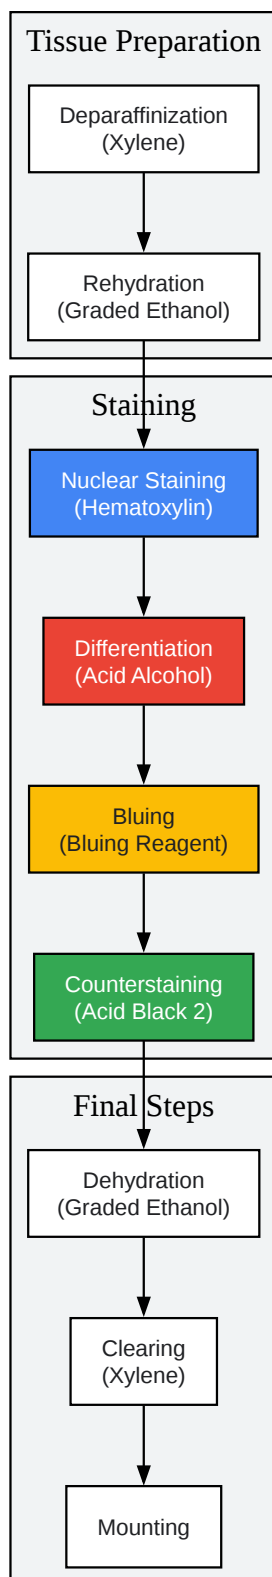 Tissue Preparation
Deparaffinization
(Xylene)
Rehydration
(Graded Ethanol)
Staining
Nuclear Staining
(Hematoxylin)
Differentiation
(Acid Alcohol)
Bluing
(Bluing Reagent)
Counterstaining
(Acid Black 2)
Final Steps
Dehydration
(Graded Ethanol)
Clearing
(Xylene)
Mounting